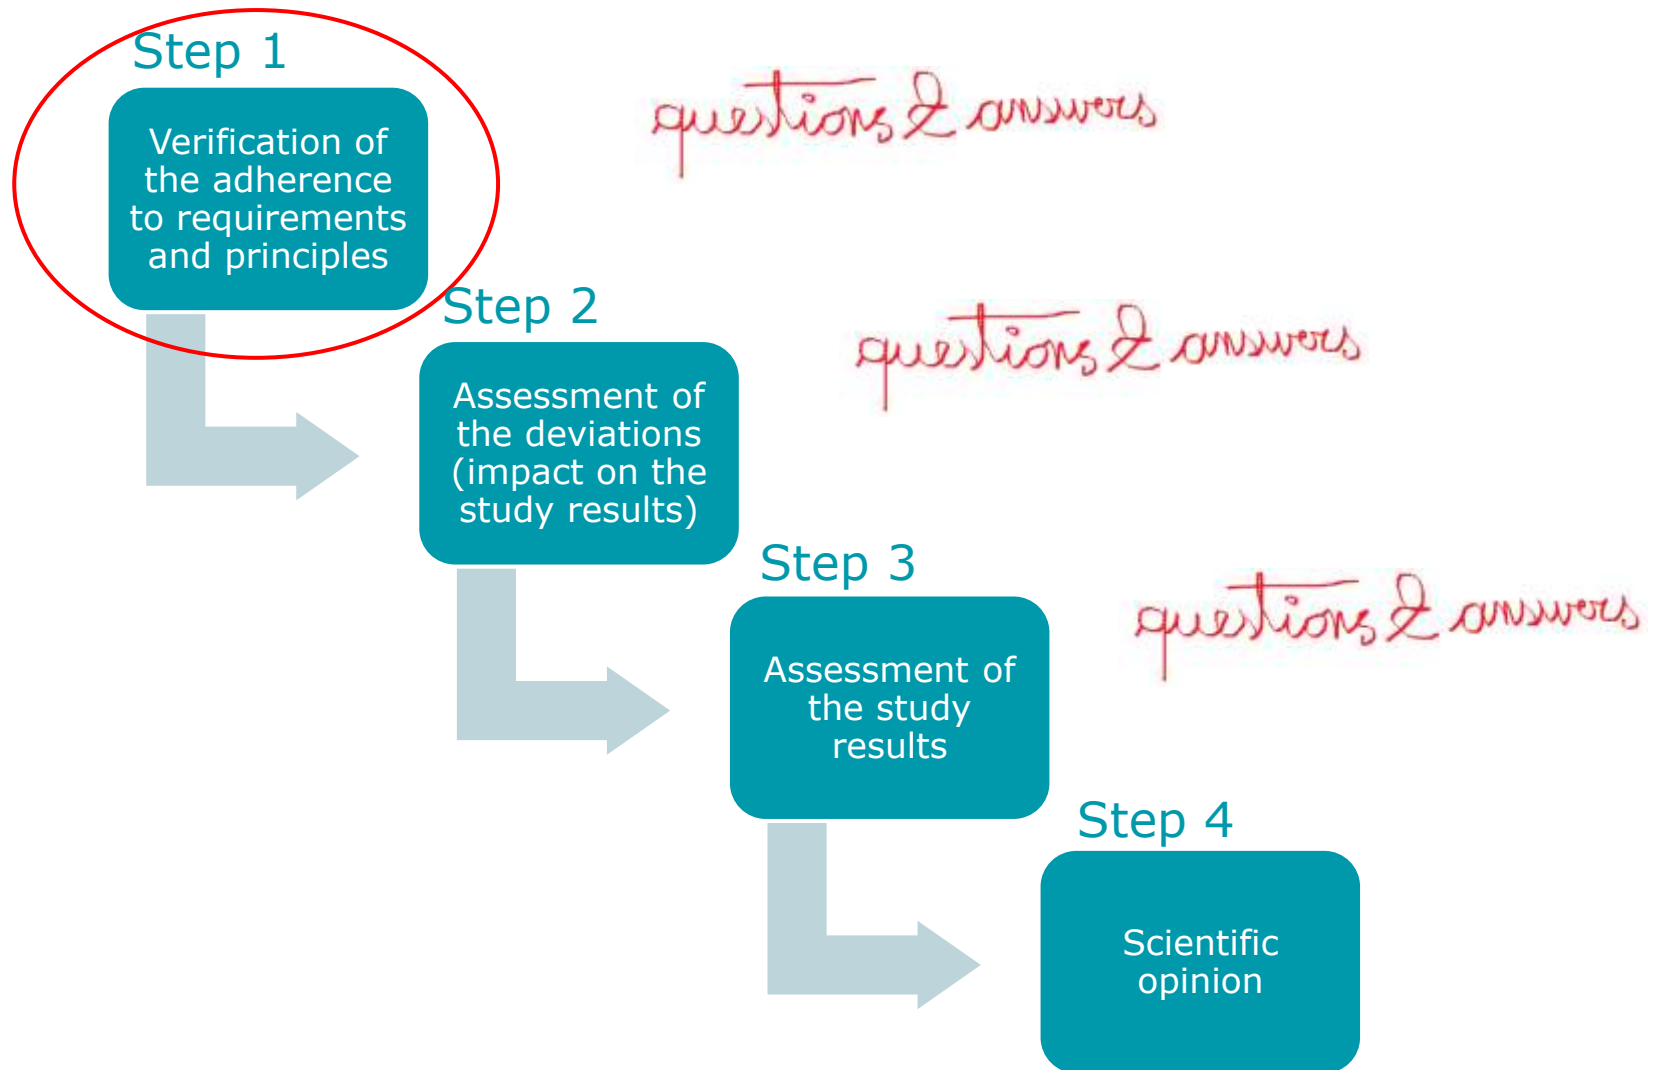 Step 1
Verification of
the adherence
to requirements
and principles
questions & answers
Step 2
Assessment of
the deviations
(impact on the
study results)
questions & answers
Step 3
Assessment of
the study
results
questions & answers
Step 4
Scientific
opinion